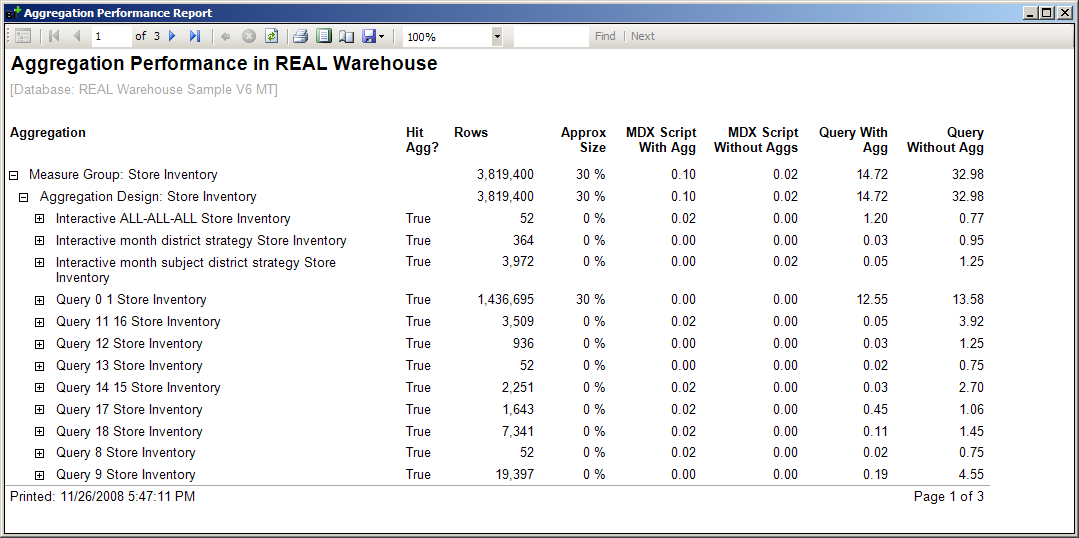 Aggregation Performance Report
1 of 3 100% Find | Next
Aggregation Performance in REAL Warehouse
[Database: REAL Warehouse Sample V6 MT]
Aggregation Hit Agg? Rows Approx Size MDX Script With Agg MDX Script Without Aggs Query With Agg Query Without Agg
Measure Group: Store Inventory 3,819,400 30 % 0.10 0.02 14.72 32.98
Aggregation Design: Store Inventory 3,819,400 30 % 0.10 0.02 14.72 32.98
Interactive ALL-ALL-ALL Store Inventory True 52 0 % 0.02 0.00 1.20 0.77
Interactive month district strategy Store Inventory True 364 0 % 0.00 0.00 0.03 0.95
Interactive month subject district strategy Store True 3,972 0 % 0.00 0.02 0.05 1.25
Inventory
Query 0 1 Store Inventory True 1,436,695 30 % 0.00 0.00 12.55 13.58
Query 11 16 Store Inventory True 3,509 0 % 0.02 0.00 0.05 3.92
Query 12 Store Inventory True 936 0 % 0.00 0.00 0.03 1.25
Query 13 Store Inventory True 52 0 % 0.00 0.00 0.02 0.75
Query 14 15 Store Inventory True 2,251 0 % 0.02 0.00 0.03 2.70
Query 17 Store Inventory True 1,643 0 % 0.02 0.00 0.45 1.06
Query 18 Store Inventory True 7,341 0 % 0.02 0.00 0.11 1.45
Query 8 Store Inventory True 52 0 % 0.02 0.00 0.02 0.75
Query 9 Store Inventory True 19,397 0 % 0.00 0.00 0.19 4.55
Printed: 11/26/2008 5:47:11 PM Page 1 of 3